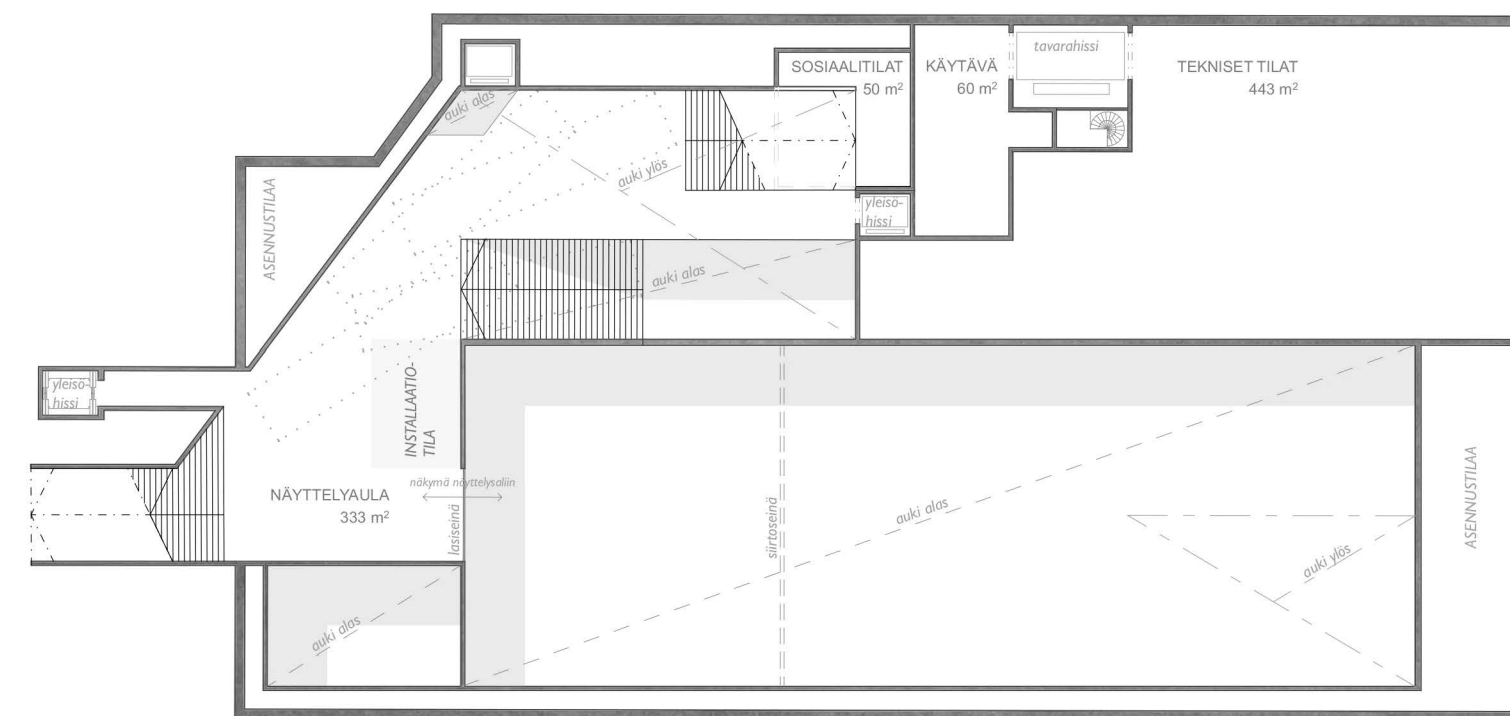 tavarahissi
SOSIAALITILAT
50 m²
KÄYTÄVÄ
60 m²
TEKNISET TILAT
443 m²
auki alas
auki ylös
ASENNUSTILAA
yleisö-
hissi
auki alas
yleisö-
hissi
INSTALLAATIO-
TILA
NÄYTTELYAULA
333 m²
näkymä näyttelysaliin
lasiseinä
siirtoseinä
auki alas
auki ylös
ASENNUSTILAA
auki alas